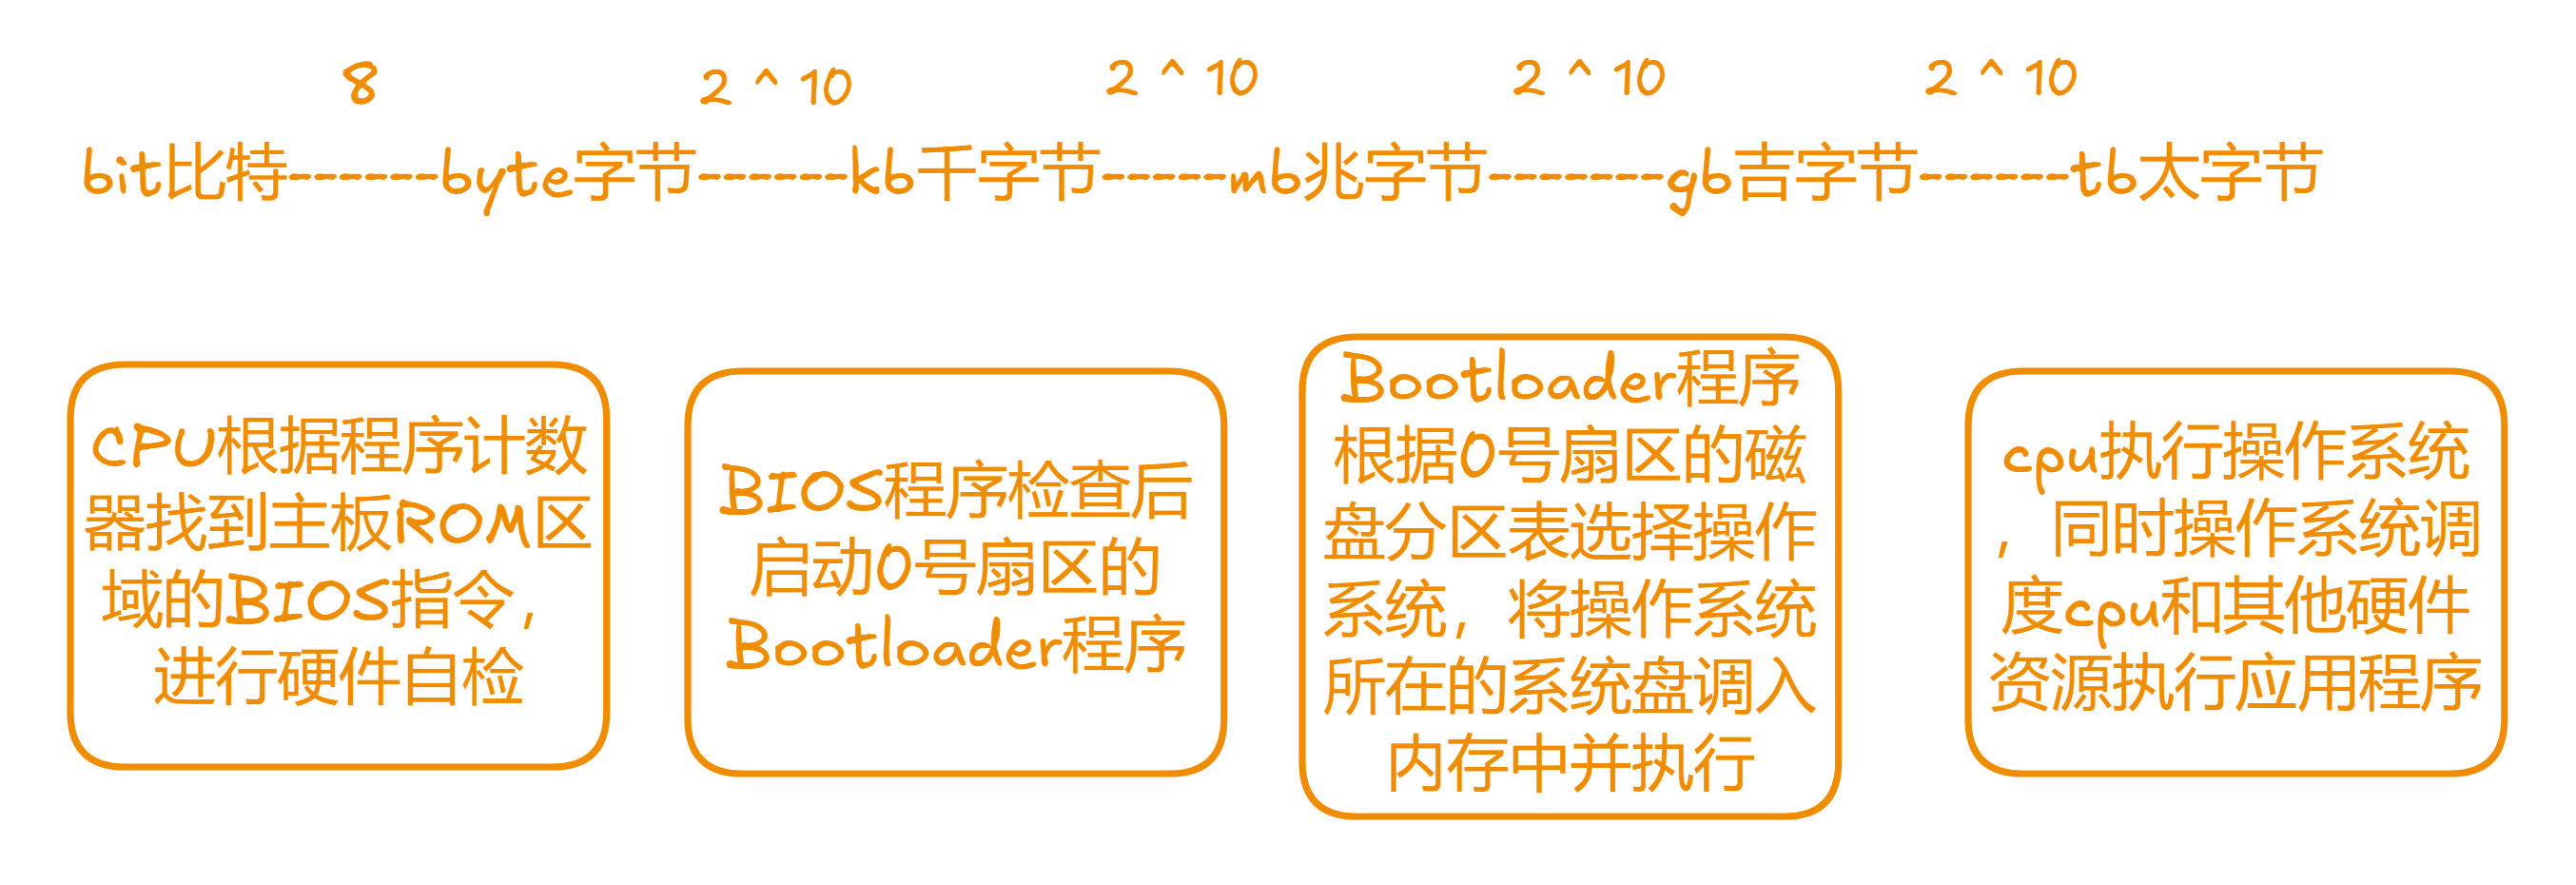 8 2 ^ 10 2 ^ 10 2 ^ 10 2 ^ 10
bit比特------byte字节------kb千字节-----mb兆字节-------gb吉字节------tb太字节
CPU根据程序计数
器找到主板ROM区
域的BIOS指令，
进行硬件自检
BIOS程序检查后
启动0号扇区的
Bootloader程序
Bootloader程序
根据0号扇区的磁
盘分区表选择操作
系统，将操作系统
所在的系统盘调入
内存中并执行
cpu执行操作系统
，同时操作系统调
度cpu和其他硬件
资源执行应用程序